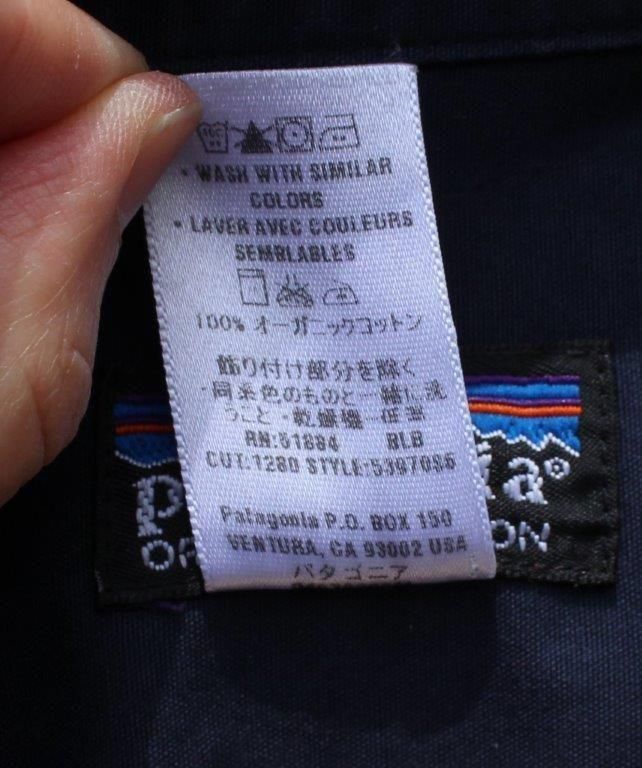 • WASH WITH SIMILAR
COLORS
• LAVER AVEC COULEURS
SEMBLABLES
100% オーガニックコットン
飾り付け部分を除く
・同系色のものと一緒に洗
うこと・乾燥機－低温
RN:51884 BLB
CUT:1280 STYLE:53970S6
Patagonia P.O. BOX 150
VENTURA, CA 93002 USA
パタゴニア